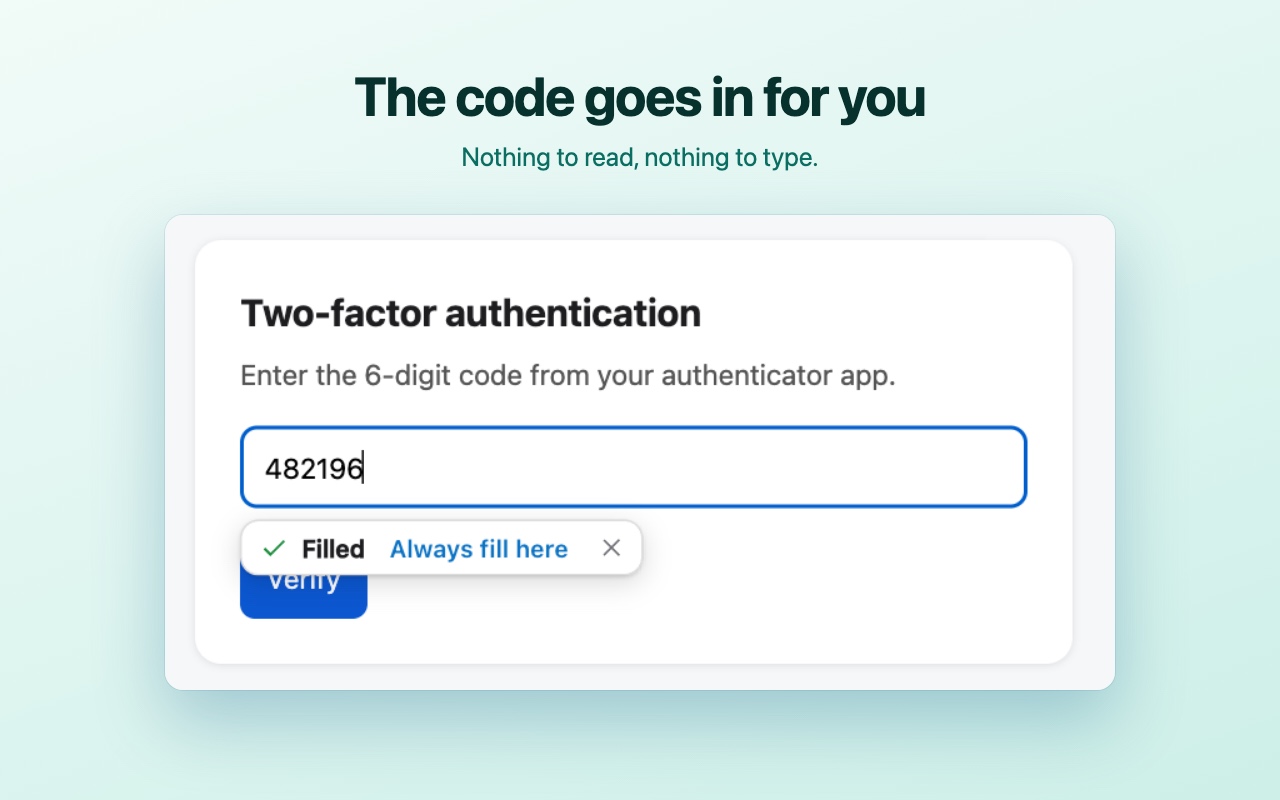 The code goes in for you
Nothing to read, nothing to type.
Two-factor authentication
Enter the 6-digit code from your authenticator app.
482196
Filled Always fill here
Verify